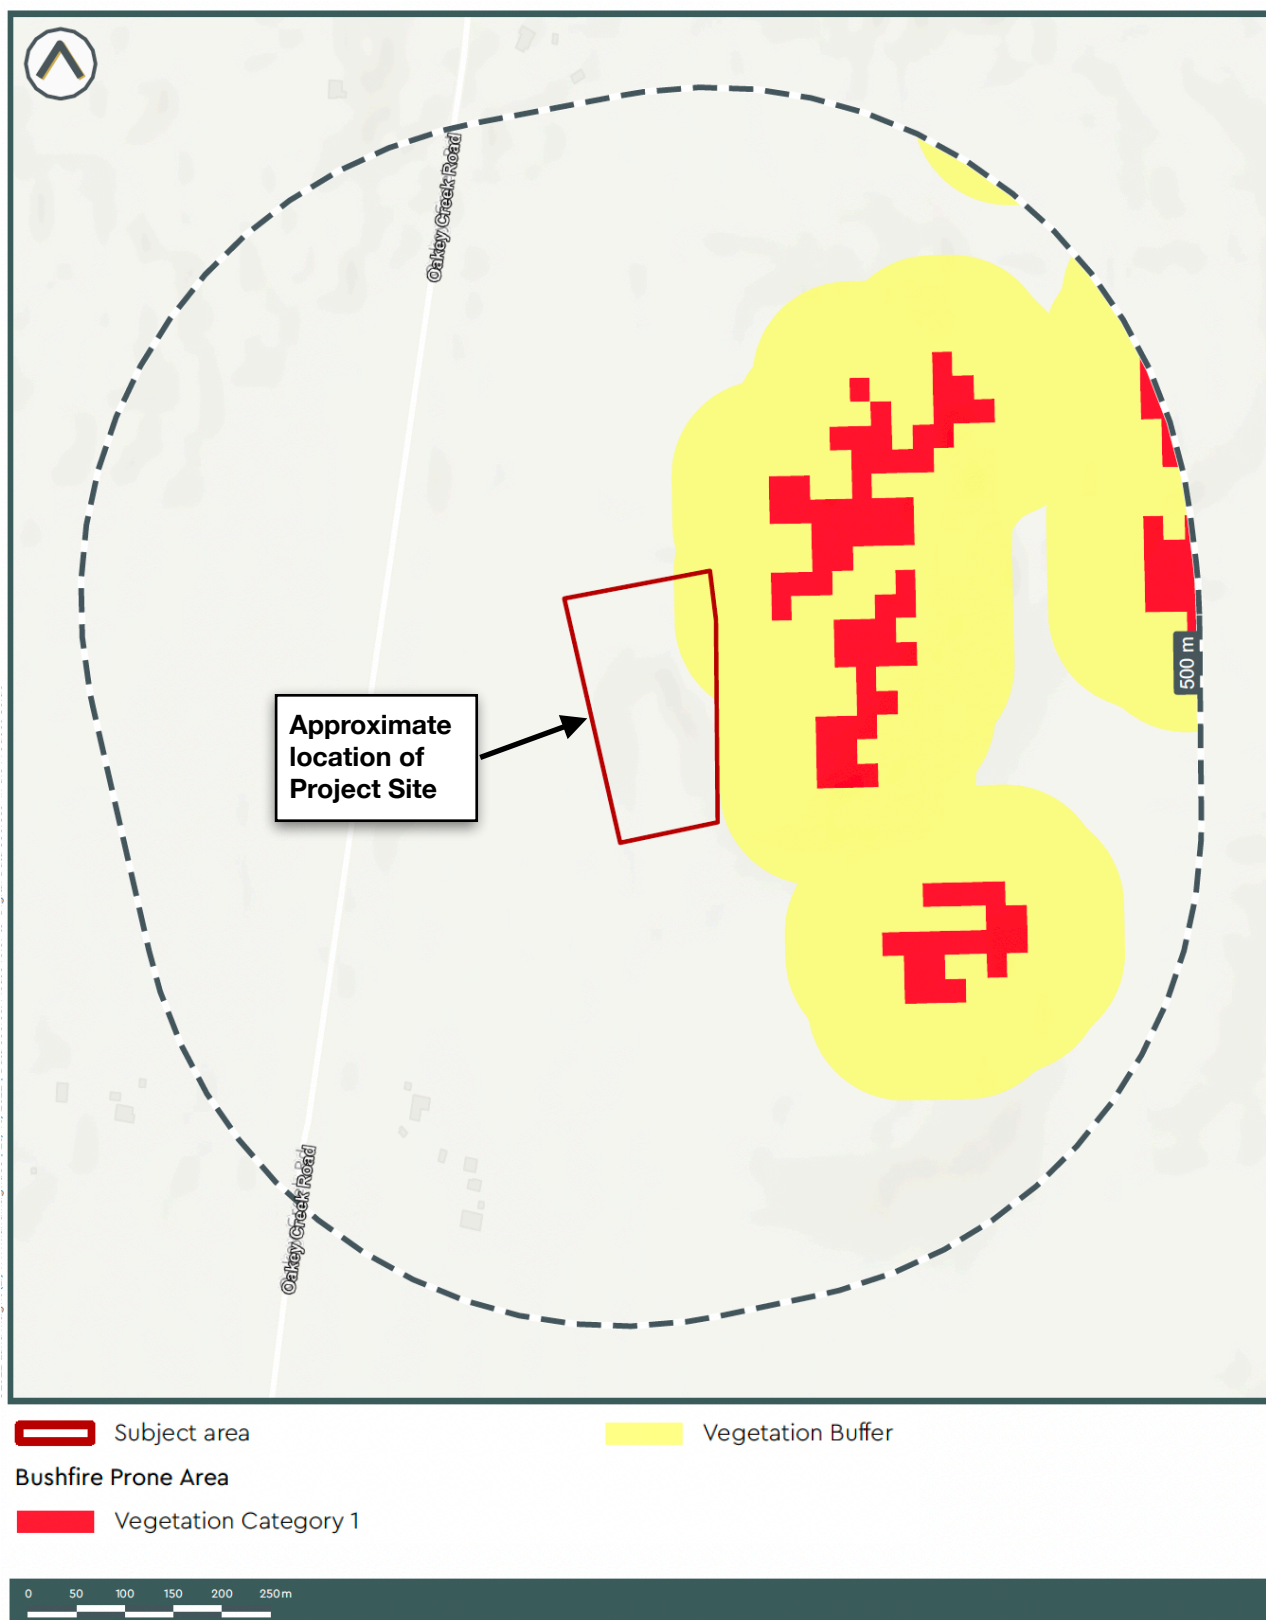 Oakey Creek Road
500 m
Approximate
location of
Project Site
Oakey Creek Road
Subject area
Vegetation Buffer
Bushfire Prone Area
Vegetation Category 1
0 50 100 150 200 250m